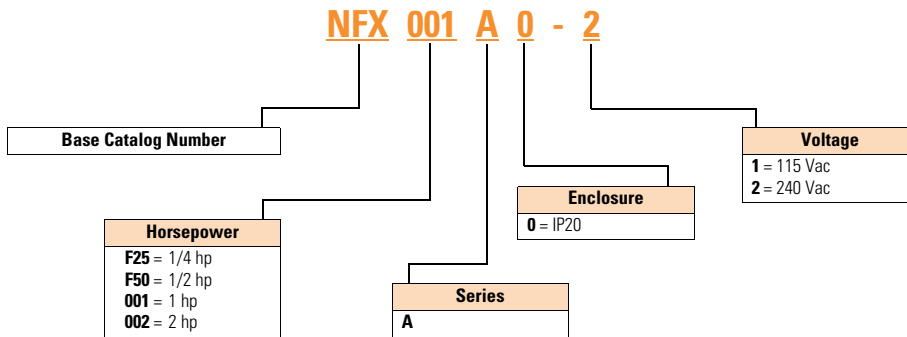 NFX 001 A 0 - 2
Base Catalog Number
Horsepower
F25 = 1/4 hp
F50 = 1/2 hp
001 = 1 hp
002 = 2 hp
Series
A
Enclosure
0 = IP20
Voltage
1 = 115 Vac
2 = 240 Vac